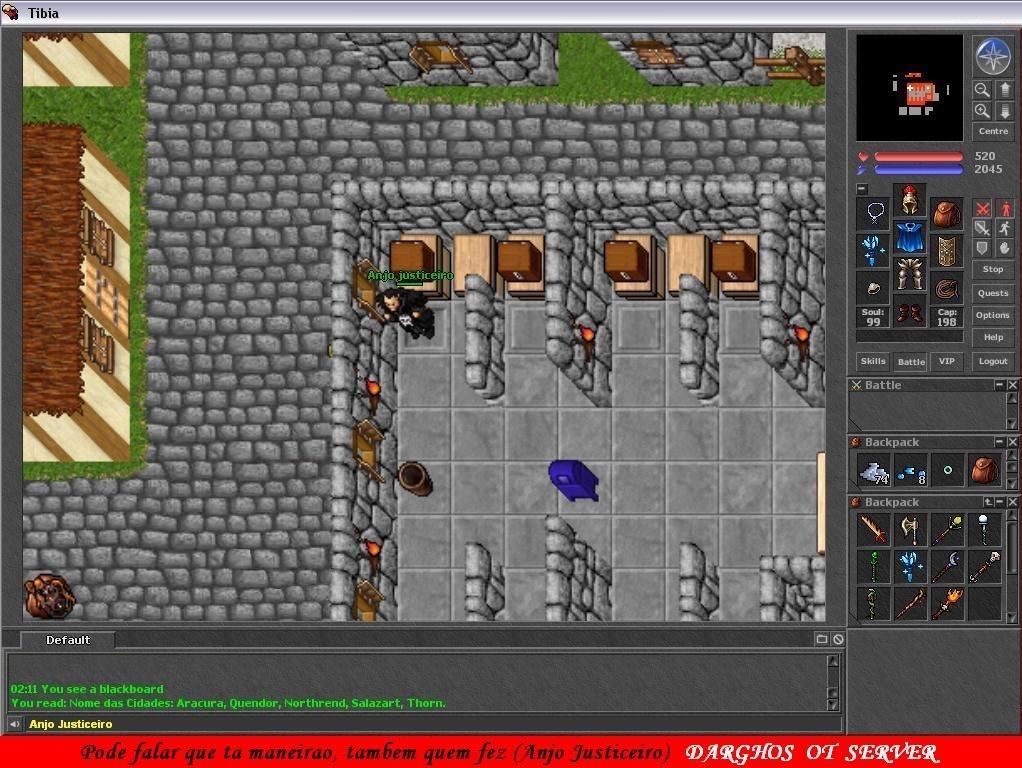 Tibia
Anjo justiceiro
Centre
520
2045
Soul:
99
Cap:
198
Stop
Quests
Options
Help
Skills
Battle
VIP
Logout
Battle
Backpack
74
8
Backpack
Default
02:11 You see a blackboard
You read: Nome das Cidades: Aracura, Quendor, Northrend, Salazart, Thorn.
Anjo Justiceiro
Pode falar que ta maneirao, tambem quem fez (Anjo Justiceiro) DARGHOS OT SERVER